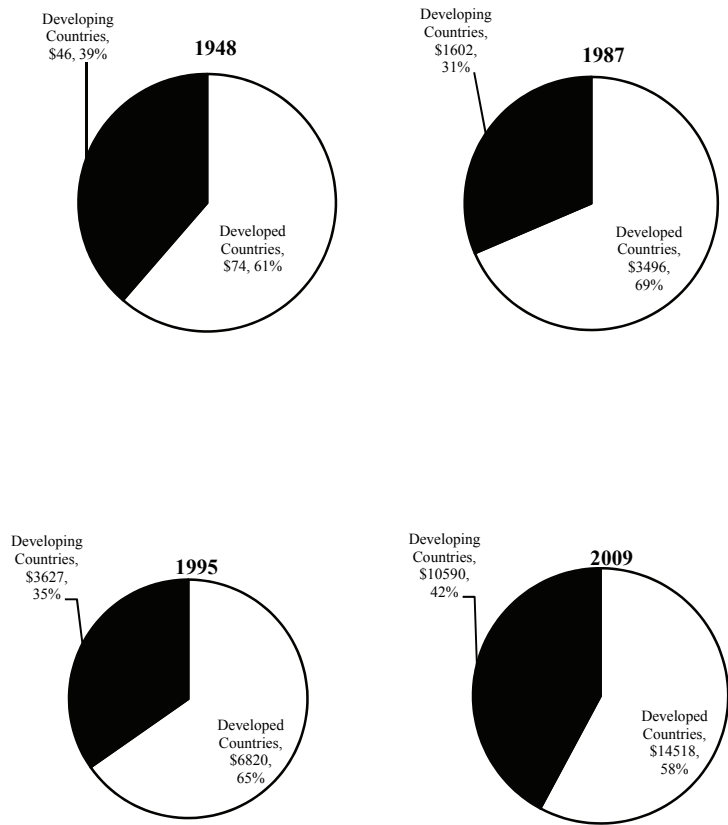 1948
Developing
Countries,
$46, 39%
Developed
Countries,
$74, 61%
1987
Developing
Countries,
$1602,
31%
Developed
Countries,
$3496,
69%
1995
Developing
Countries,
$3627,
35%
Developed
Countries,
$6820,
65%
2009
Developing
Countries,
$10590,
42%
Developed
Countries,
$14518,
58%